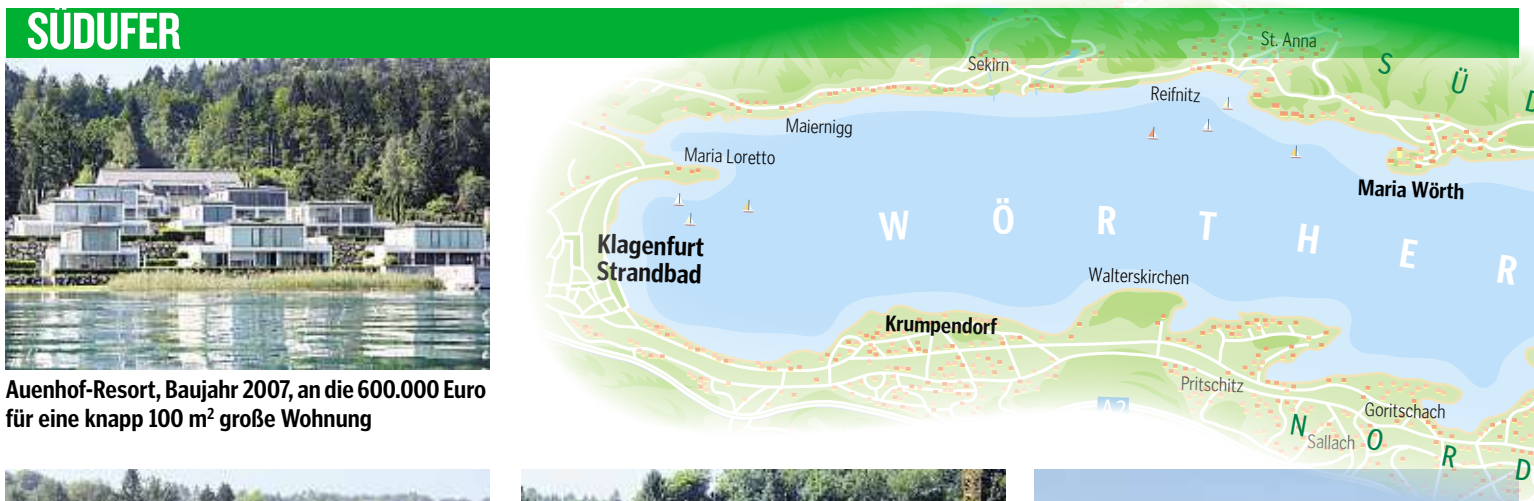 SÜDUFER
Auenhof-Resort, Baujahr 2007, an die 600.000 Euro
für eine knapp 100 m² große Wohnung
St. Anna
Sekirn
S Ü D
Reifnitz
Maiernigg
Maria Loretto
Maria Wörth
W Ö R T H E R
Klagenfurt
Strandbad
Walterskirchen
Krumpendorf
Pritschitz
A2
Goritschach
Sallach
N O R D